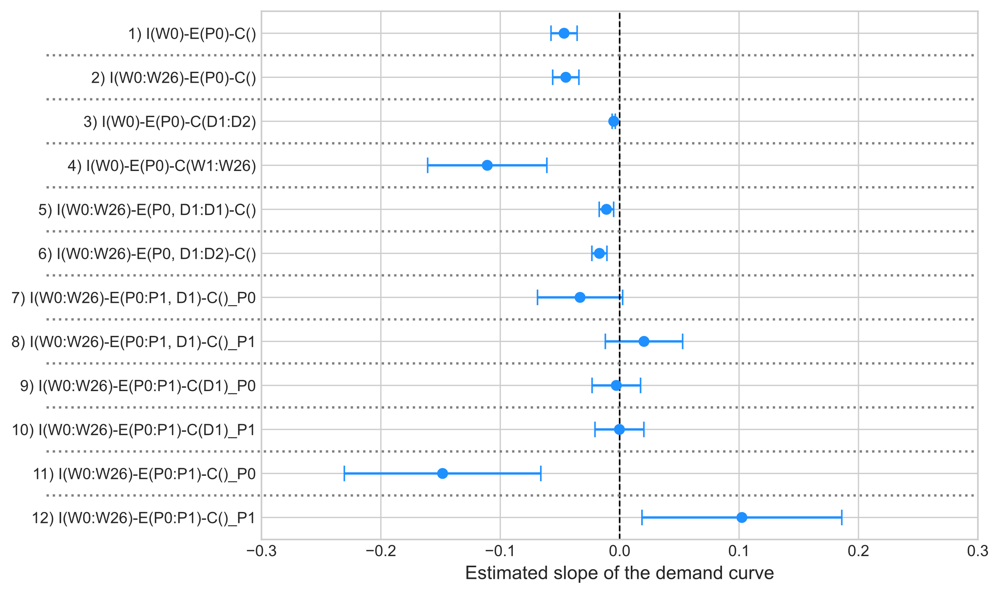 1) I(W0)-E(P0)-C()
2) I(W0:W26)-E(P0)-C()
3) I(W0)-E(P0)-C(D1:D2)
4) I(W0)-E(P0)-C(W1:W26)
5) I(W0:W26)-E(P0, D1:D1)-C()
6) I(W0:W26)-E(P0, D1:D2)-C()
7) I(W0:W26)-E(P0:P1, D1)-C()_P0
8) I(W0:W26)-E(P0:P1, D1)-C()_P1
9) I(W0:W26)-E(P0:P1)-C(D1)_P0
10) I(W0:W26)-E(P0:P1)-C(D1)_P1
11) I(W0:W26)-E(P0:P1)-C()_P0
12) I(W0:W26)-E(P0:P1)-C()_P1
−0.3 −0.2 −0.1 0.0 0.1 0.2 0.3
Estimated slope of the demand curve